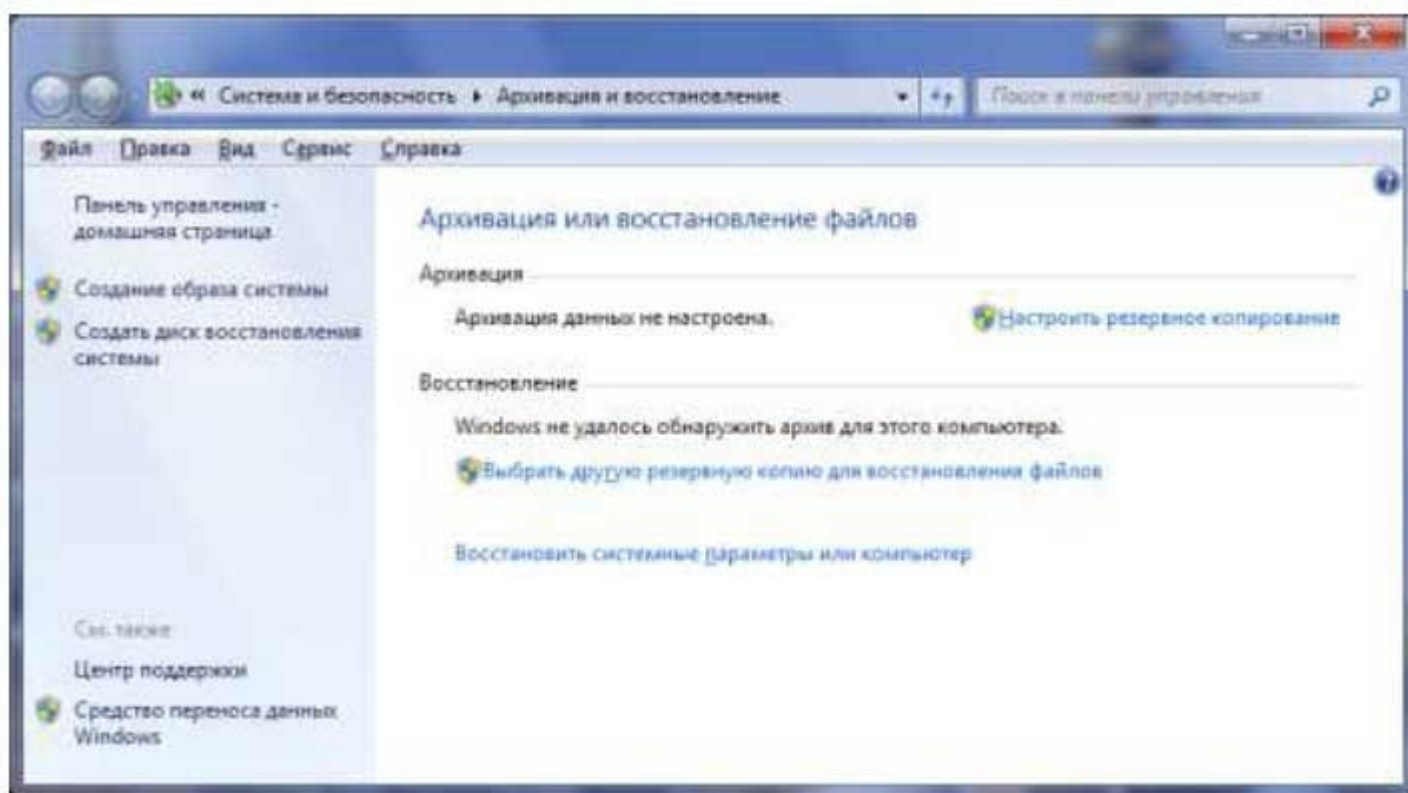 « Система и безопасность ▸ Архивация и восстановление
Поиск в панели управления
Файл Правка Вид Сервис Справка
Панель управления -
домашняя страница
Создание образа системы
Создать диск восстановления
системы
См. также
Центр поддержки
Средство переноса данных
Windows
Архивация или восстановление файлов
Архивация
Архивация данных не настроена.
Настроить резервное копирование
Восстановление
Windows не удалось обнаружить архив для этого компьютера.
Выбрать другую резервную копию для восстановления файлов
Восстановить системные параметры или компьютер